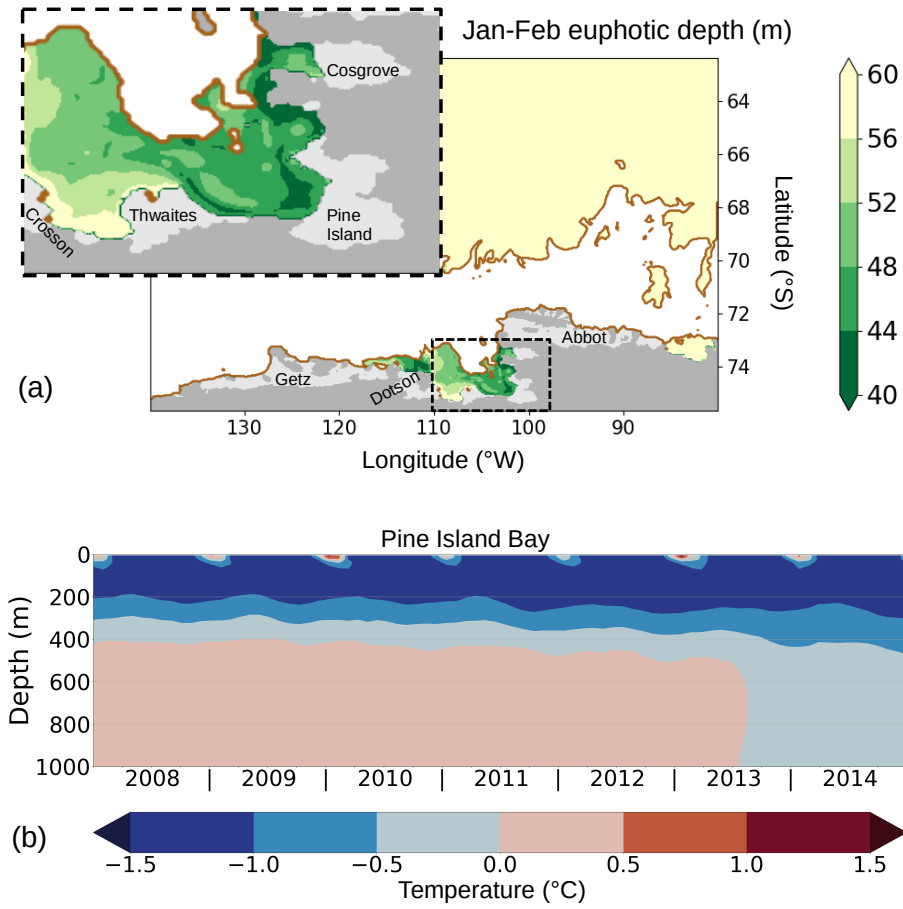 Jan-Feb euphotic depth (m)
Cosgrove
Thwaites
Crosson
Pine
Island
64
66
68
70
72
74
Latitude (°S)
60
56
52
48
44
40
Abbot
Getz
Dotson
(a)
130
120
110
100
90
Longitude (°W)
Pine Island Bay
0
200
400
600
800
1000
Depth (m)
2008 | 2009 | 2010 | 2011 | 2012 | 2013 | 2014
(b)
−1.5 −1.0 −0.5 0.0 0.5 1.0 1.5
Temperature (°C)